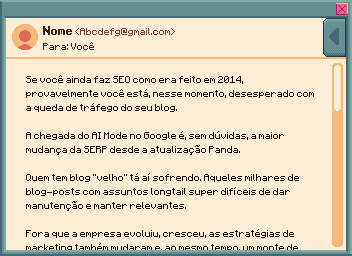 Nome <Abcdefg@gmail.com>
Para: Você
Se você ainda faz SEO como era feito em 2014,
provavelmente você está, nesse momento, desesperado com
a queda de tráfego do seu blog.
A chegada do AI Mode no Google é, sem dúvidas, a maior
mudança da SERP desde a atualização Panda.
Quem tem blog "velho" tá aí sofrendo. Aqueles milhares de
blog-posts com assuntos longtail super difíceis de dar
manutenção e manter relevantes.
Fora que a empresa evoluiu, cresceu, as estratégias de
marketing também mudaram e, ao mesmo tempo, um monte de